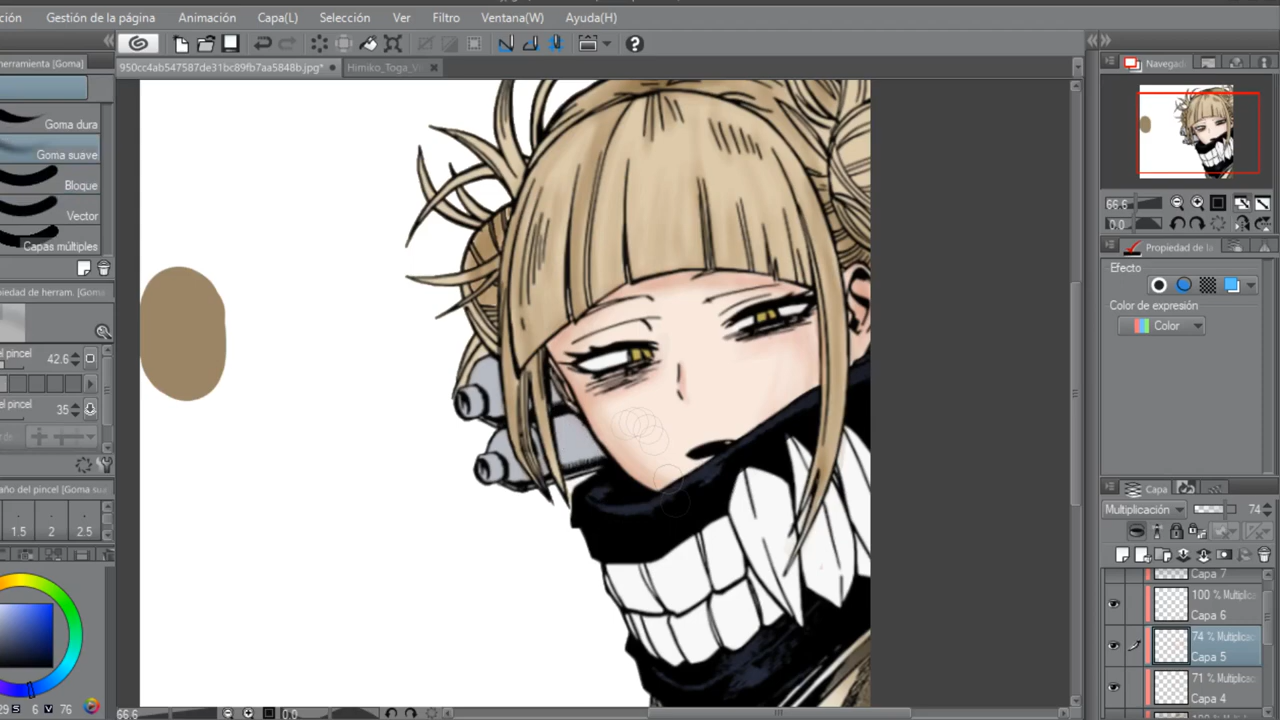 ción Gestión de la página Animación Capa(L) Selección Ver Filtro Ventana(W) Ayuda(H)
herramienta [Goma]
950cc4ab547587de31bc89fb7aa5848b.jpg*
Himiko_Toga_V
Navegad
Goma dura
Goma suave
Bloque
Vector
Capas múltiples
66.6
0.0
Propiedad de la
Efecto
Color de expresión
Color
piedad de herram. [Goma
el pincel 42.6
el pincel 35
año del pincel [Goma su
1.5 2 2.5
Capa
Multiplicación 74
Capa 7
100 % Multiplica
Capa 6
74 % Multiplica
Capa 5
71 % Multiplica
Capa 4
29 S 6 V 76
66.6 0.0